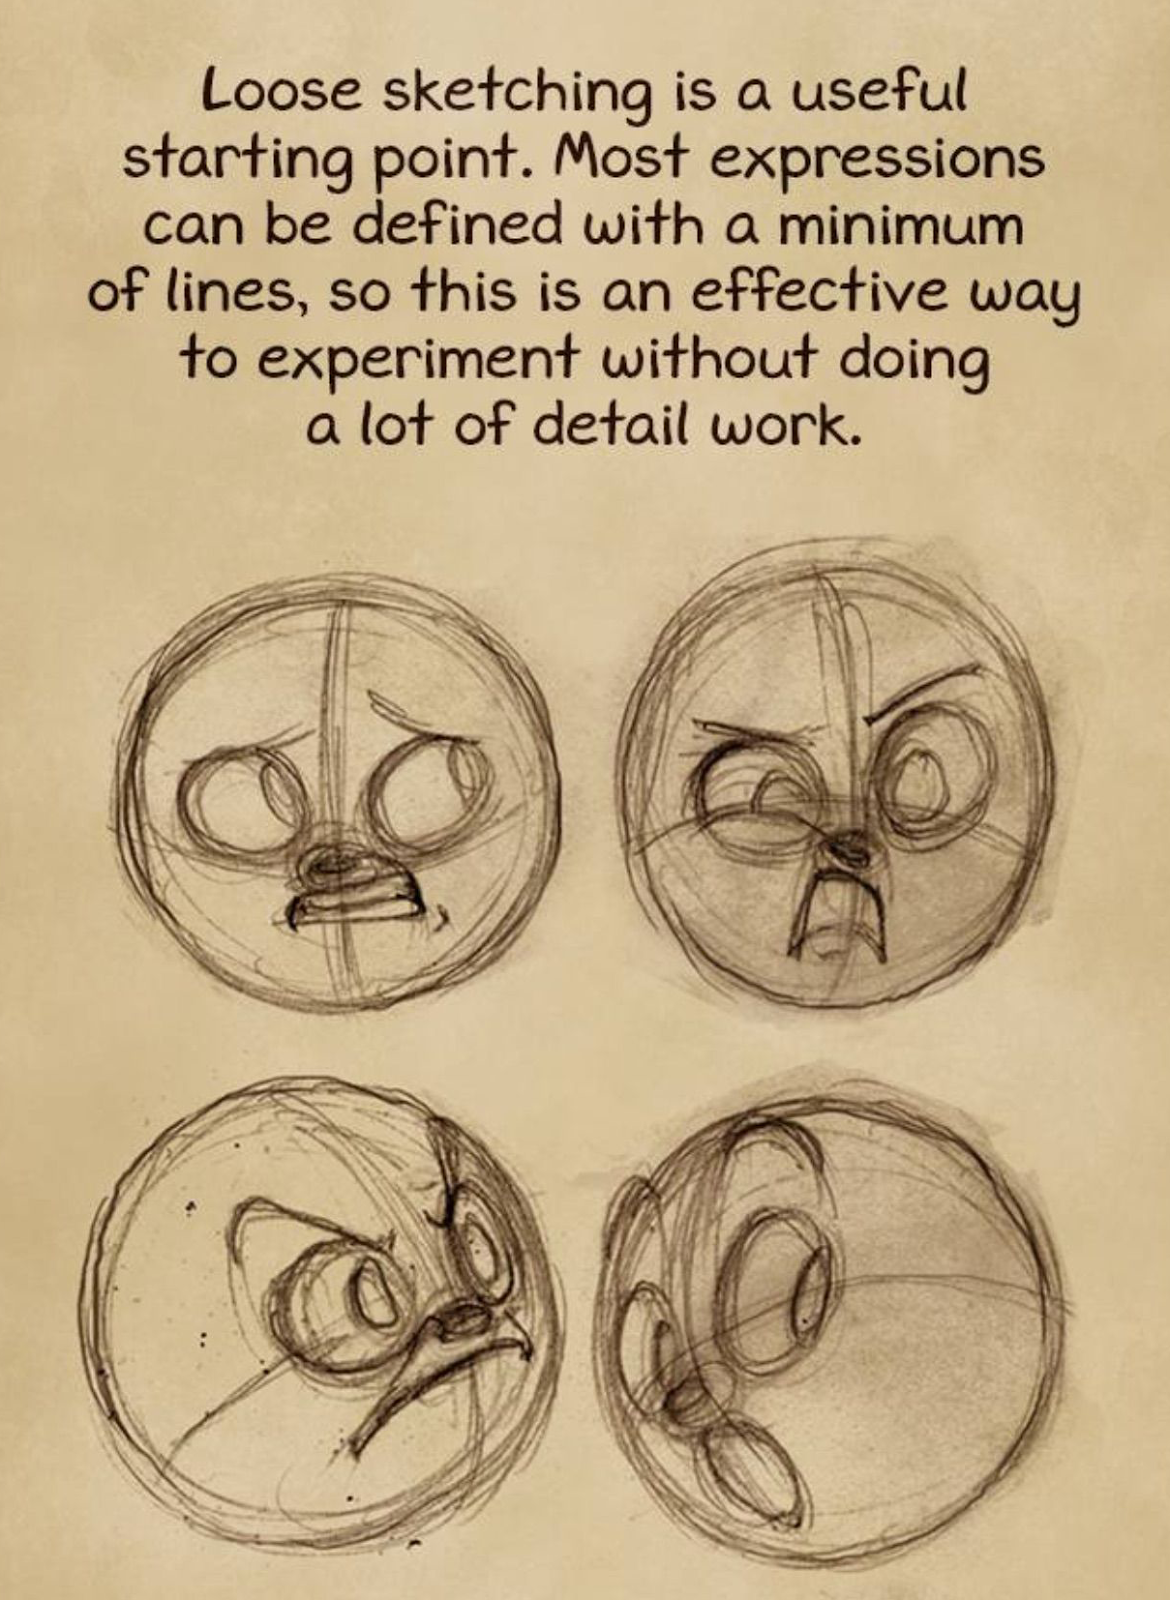 Loose sketching is a useful
starting point. Most expressions
can be defined with a minimum
of lines, so this is an effective way
to experiment without doing
a lot of detail work.